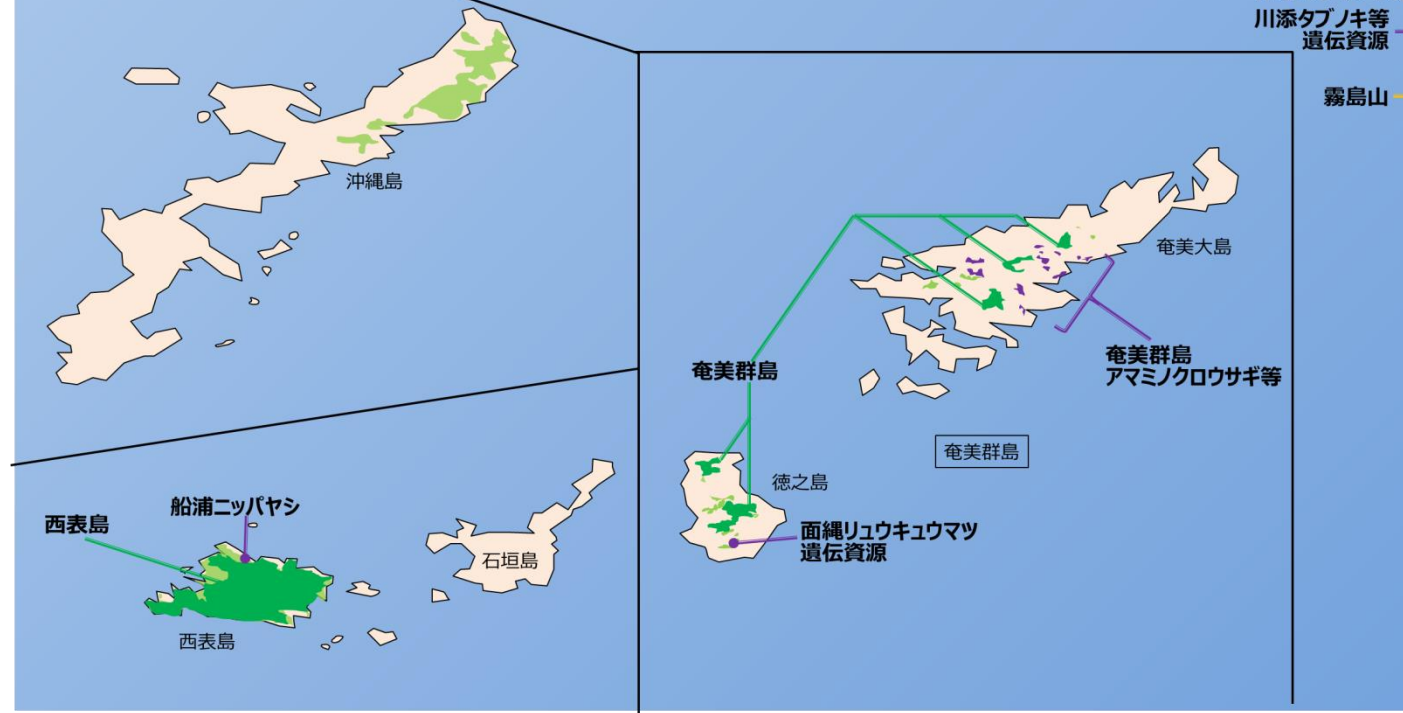 川添タブノキ等
遺伝資源
霧島山
沖縄島
奄美大島
奄美群島
アマミノクロウサギ等
奄美群島
奄美群島
徳之島
面縄リュウキュウマツ
遺伝資源
船浦ニッパヤシ
西表島
石垣島
西表島